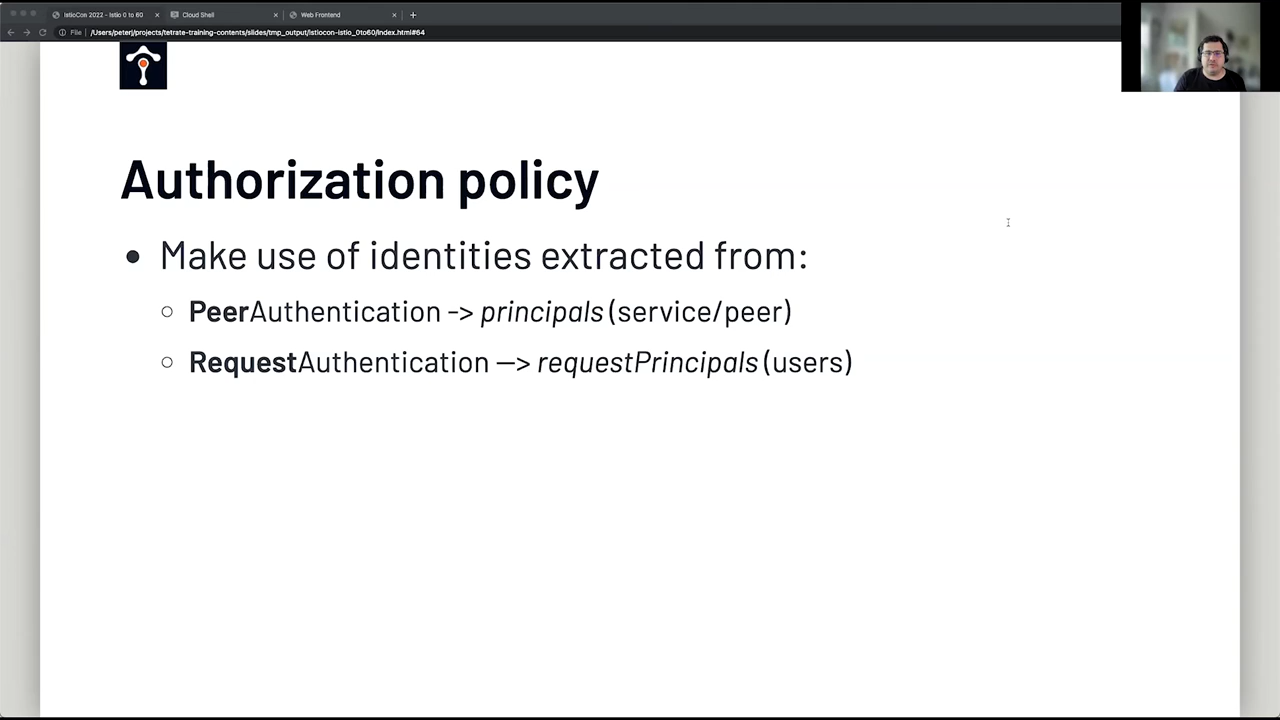 IstioCon 2022 - Istio 0 to 60
Cloud Shell
Web Frontend
File
/Users/peterj/projects/tetrate-training-contents/slides/tmp_output/istiocon-istio_0to60/index.html#64
Authorization policy
• Make use of identities extracted from:
○ PeerAuthentication -> principals (service/peer)
○ RequestAuthentication —> requestPrincipals (users)